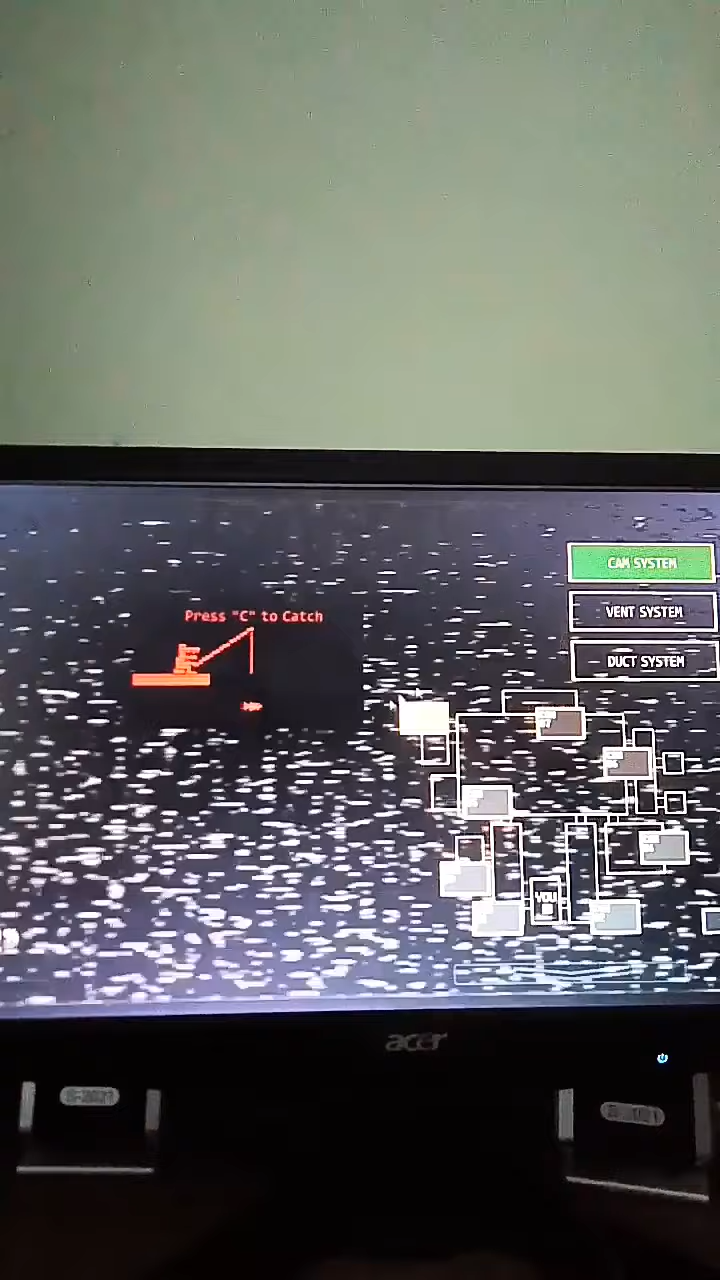 Press "C" to Catch
CAM SYSTEM
VENT SYSTEM
DUCT SYSTEM
YOU
acer